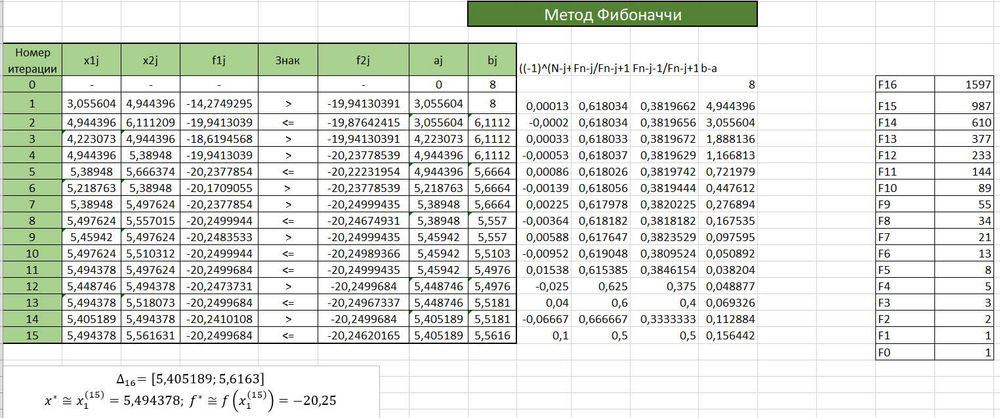 Метод Фибоначчи
Номер итерации x1j x2j f1j Знак f2j aj bj ((-1)^(N-j+ Fn-j/Fn-j+1 Fn-j-1/Fn-j+1 b-a
0 - - - - 0 8 8 F16 1597
1 3,055604 4,944396 -14,2749295 > -19,94130391 3,055604 8 0,00013 0,618034 0,3819662 4,944396 F15 987
2 4,944396 6,111209 -19,9413039 <= -19,87642415 3,055604 6,1112 -0,0002 0,618034 0,3819656 3,055604 F14 610
3 4,223073 4,944396 -18,6194568 > -19,94130391 4,223073 6,1112 0,00033 0,618033 0,3819672 1,888136 F13 377
4 4,944396 5,38948 -19,9413039 > -20,23778539 4,944396 6,1112 -0,00053 0,618037 0,3819629 1,166813 F12 233
5 5,38948 5,666374 -20,2377854 <= -20,22231954 4,944396 5,6664 0,00086 0,618026 0,3819742 0,721979 F11 144
6 5,218763 5,38948 -20,1709055 > -20,23778539 5,218763 5,6664 -0,00139 0,618056 0,3819444 0,447612 F10 89
7 5,38948 5,497624 -20,2377854 > -20,24999435 5,38948 5,6664 0,00225 0,617978 0,3820225 0,276894 F9 55
8 5,497624 5,557015 -20,2499944 <= -20,24674931 5,38948 5,557 -0,00364 0,618182 0,3818182 0,167535 F8 34
9 5,45942 5,497624 -20,2483533 > -20,24999435 5,45942 5,557 0,00588 0,617647 0,3823529 0,097595 F7 21
10 5,497624 5,510312 -20,2499944 <= -20,24989366 5,45942 5,5103 -0,00952 0,619048 0,3809524 0,050892 F6 13
11 5,494378 5,497624 -20,2499684 <= -20,24999435 5,45942 5,4976 0,01538 0,615385 0,3846154 0,038204 F5 8
12 5,448746 5,494378 -20,2473731 > -20,2499684 5,448746 5,4976 -0,025 0,625 0,375 0,048877 F4 5
13 5,494378 5,518073 -20,2499684 <= -20,24967337 5,448746 5,5181 0,04 0,6 0,4 0,069326 F3 3
14 5,405189 5,494378 -20,2410108 > -20,2499684 5,405189 5,5181 -0,06667 0,666667 0,3333333 0,112884 F2 2
15 5,494378 5,561631 -20,2499684 <= -20,24620165 5,405189 5,5616 0,1 0,5 0,5 0,156442 F1 1
F0 1
Δ₁₆= [5,405189; 5,6163]
x* ≅ x₁⁽¹⁵⁾ = 5,494378; f* ≅ f(x₁⁽¹⁵⁾) = −20,25